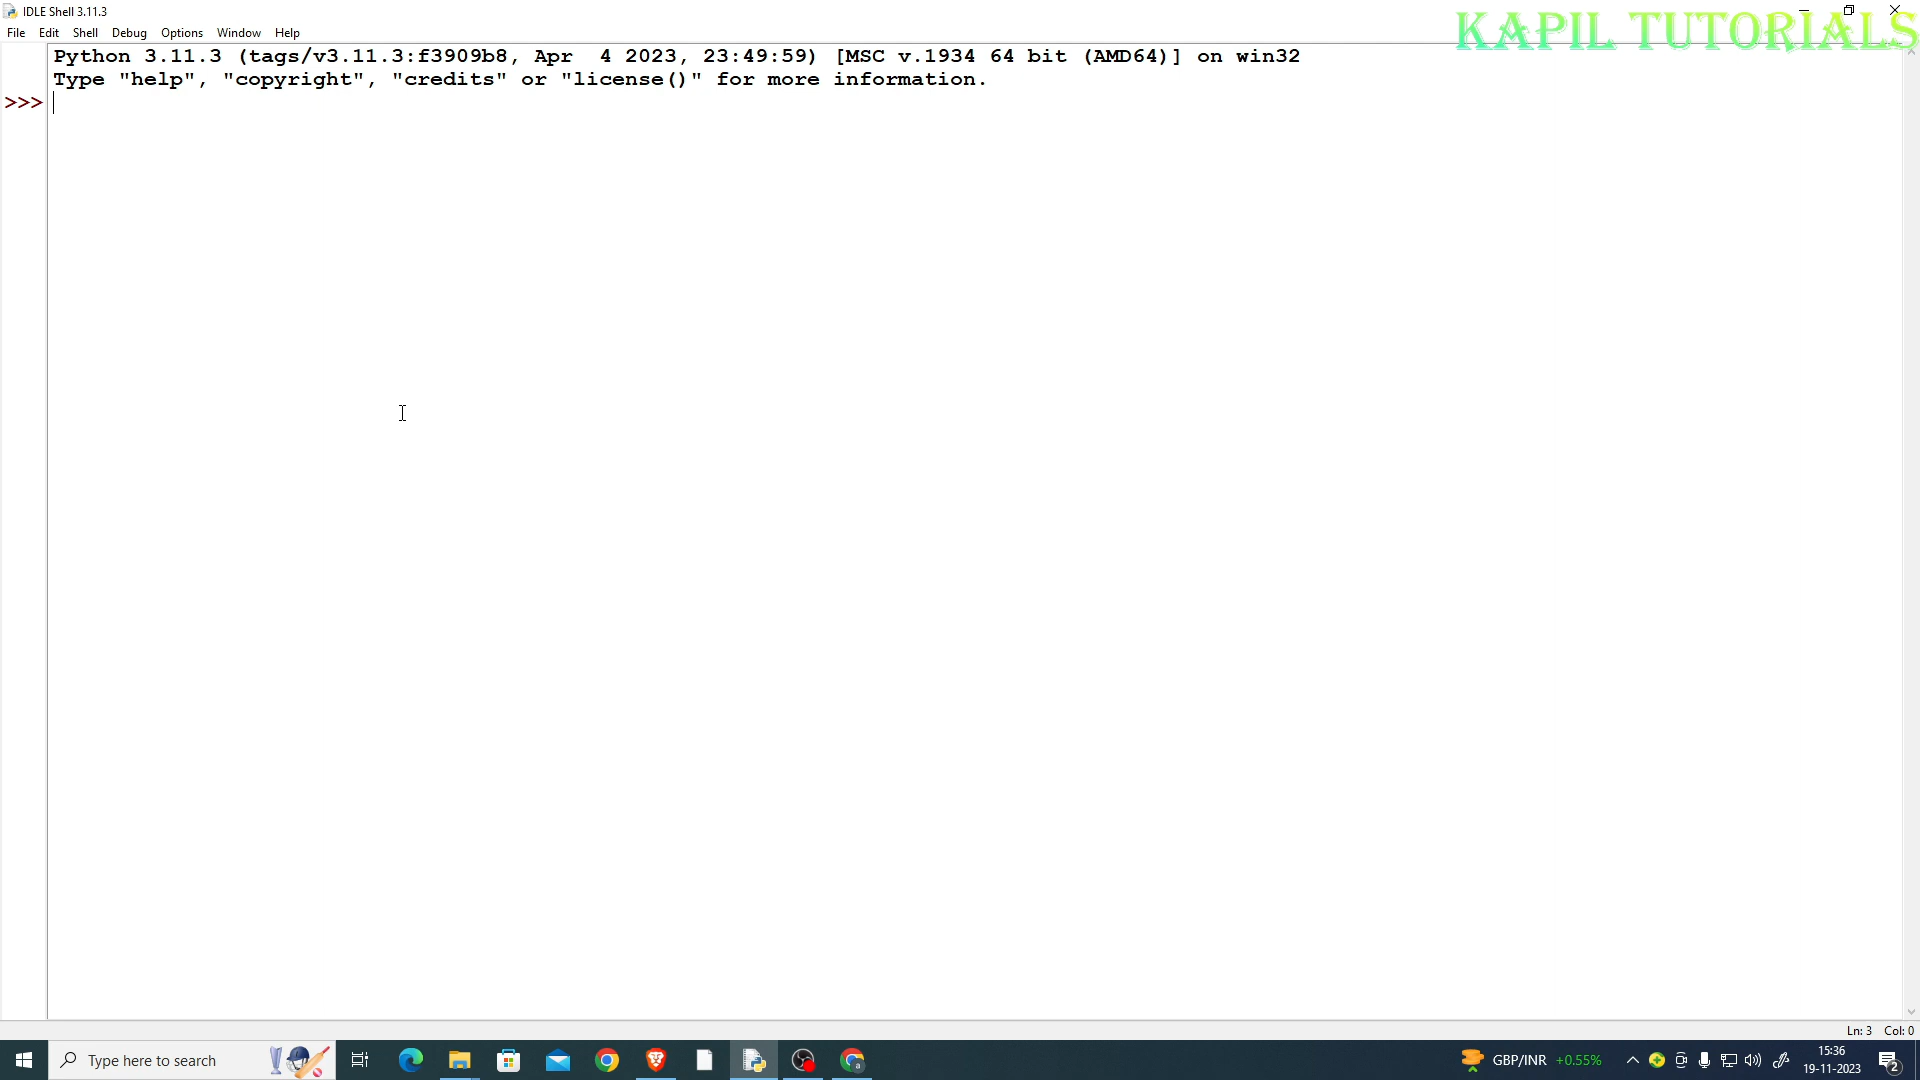 IDLE Shell 3.11.3
KAPIL TUTORIALS
File Edit Shell Debug Options Window Help
Python 3.11.3 (tags/v3.11.3:f3909b8, Apr  4 2023, 23:49:59) [MSC v.1934 64 bit (AMD64)] on win32
Type "help", "copyright", "credits" or "license()" for more information.
>>>
Ln: 3 Col: 0
Type here to search
GBP/INR +0.55%
15:36
19-11-2023
2
a